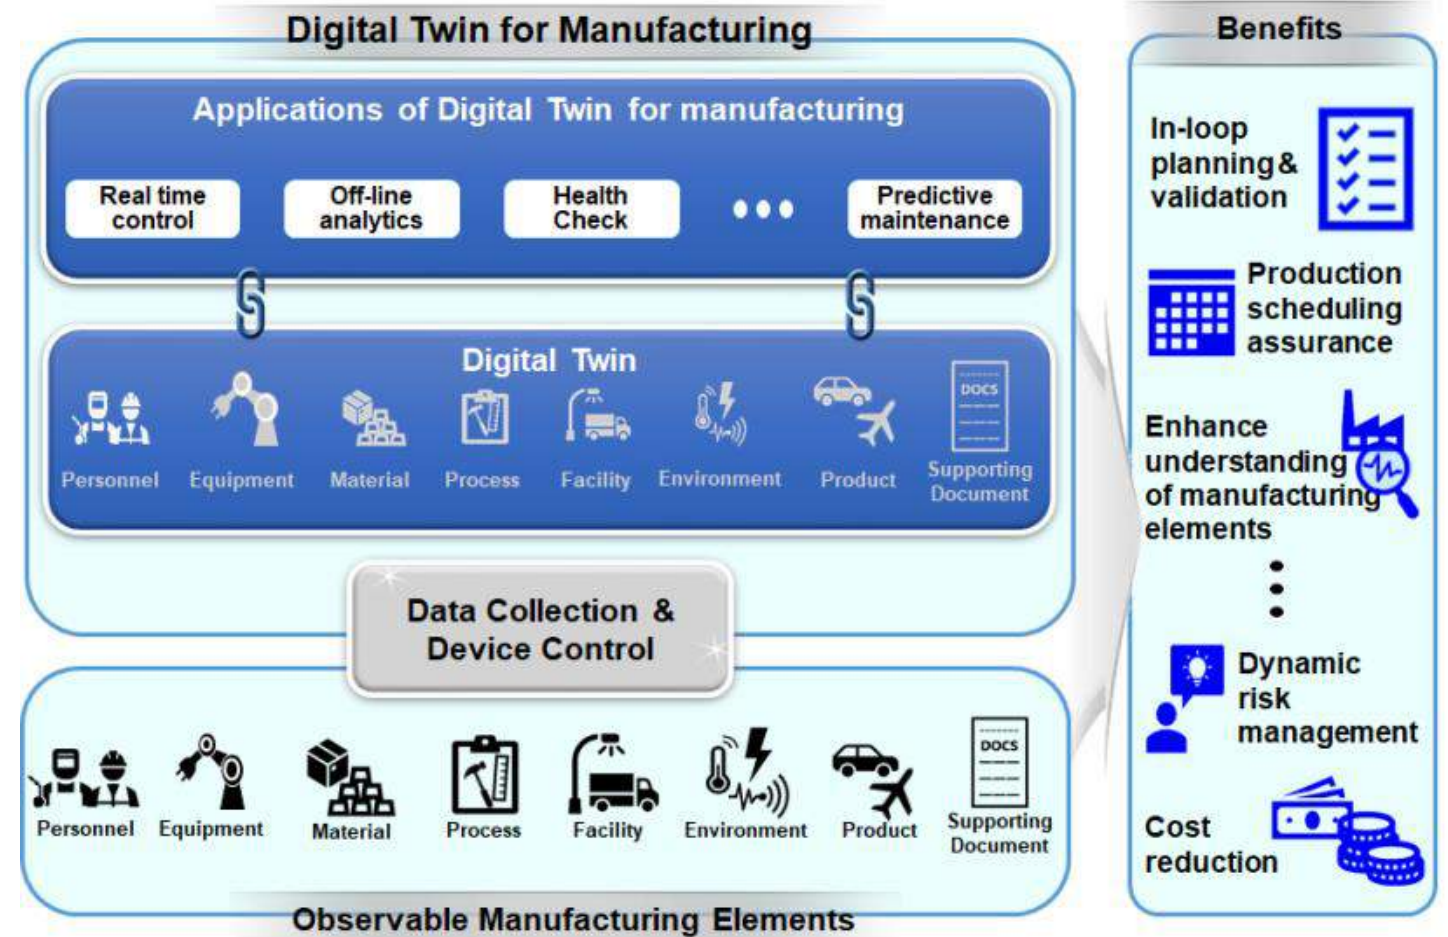 Digital Twin for Manufacturing
Applications of Digital Twin for manufacturing
Real time
control
Off-line
analytics
Health
Check
Predictive
maintenance
Digital Twin
DOCS
Personnel
Equipment
Material
Process
Facility
Environment
Product
Supporting
Document
Data Collection &
Device Control
DOCS
Personnel
Equipment
Material
Process
Facility
Environment
Product
Supporting
Document
Observable Manufacturing Elements
Benefits
In-loop
planning &
validation
Production
scheduling
assurance
Enhance
understanding
of manufacturing
elements
Dynamic
risk
management
Cost
reduction